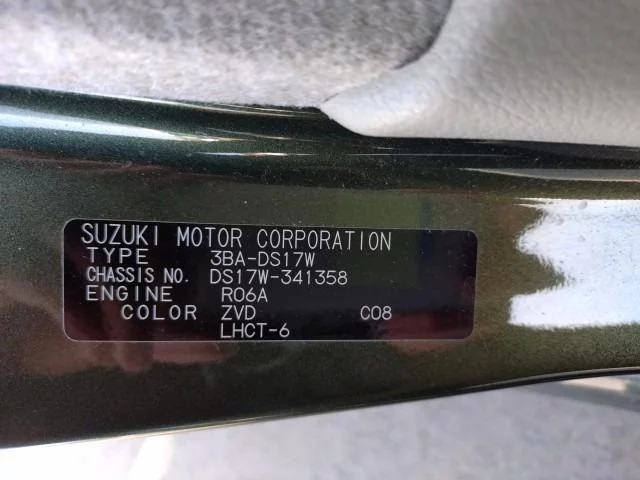 SUZUKI MOTOR CORPORATION
TYPE 3BA-DS17W
CHASSIS NO. DS17W-341358
ENGINE R06A
COLOR ZVD C08
LHCT-6